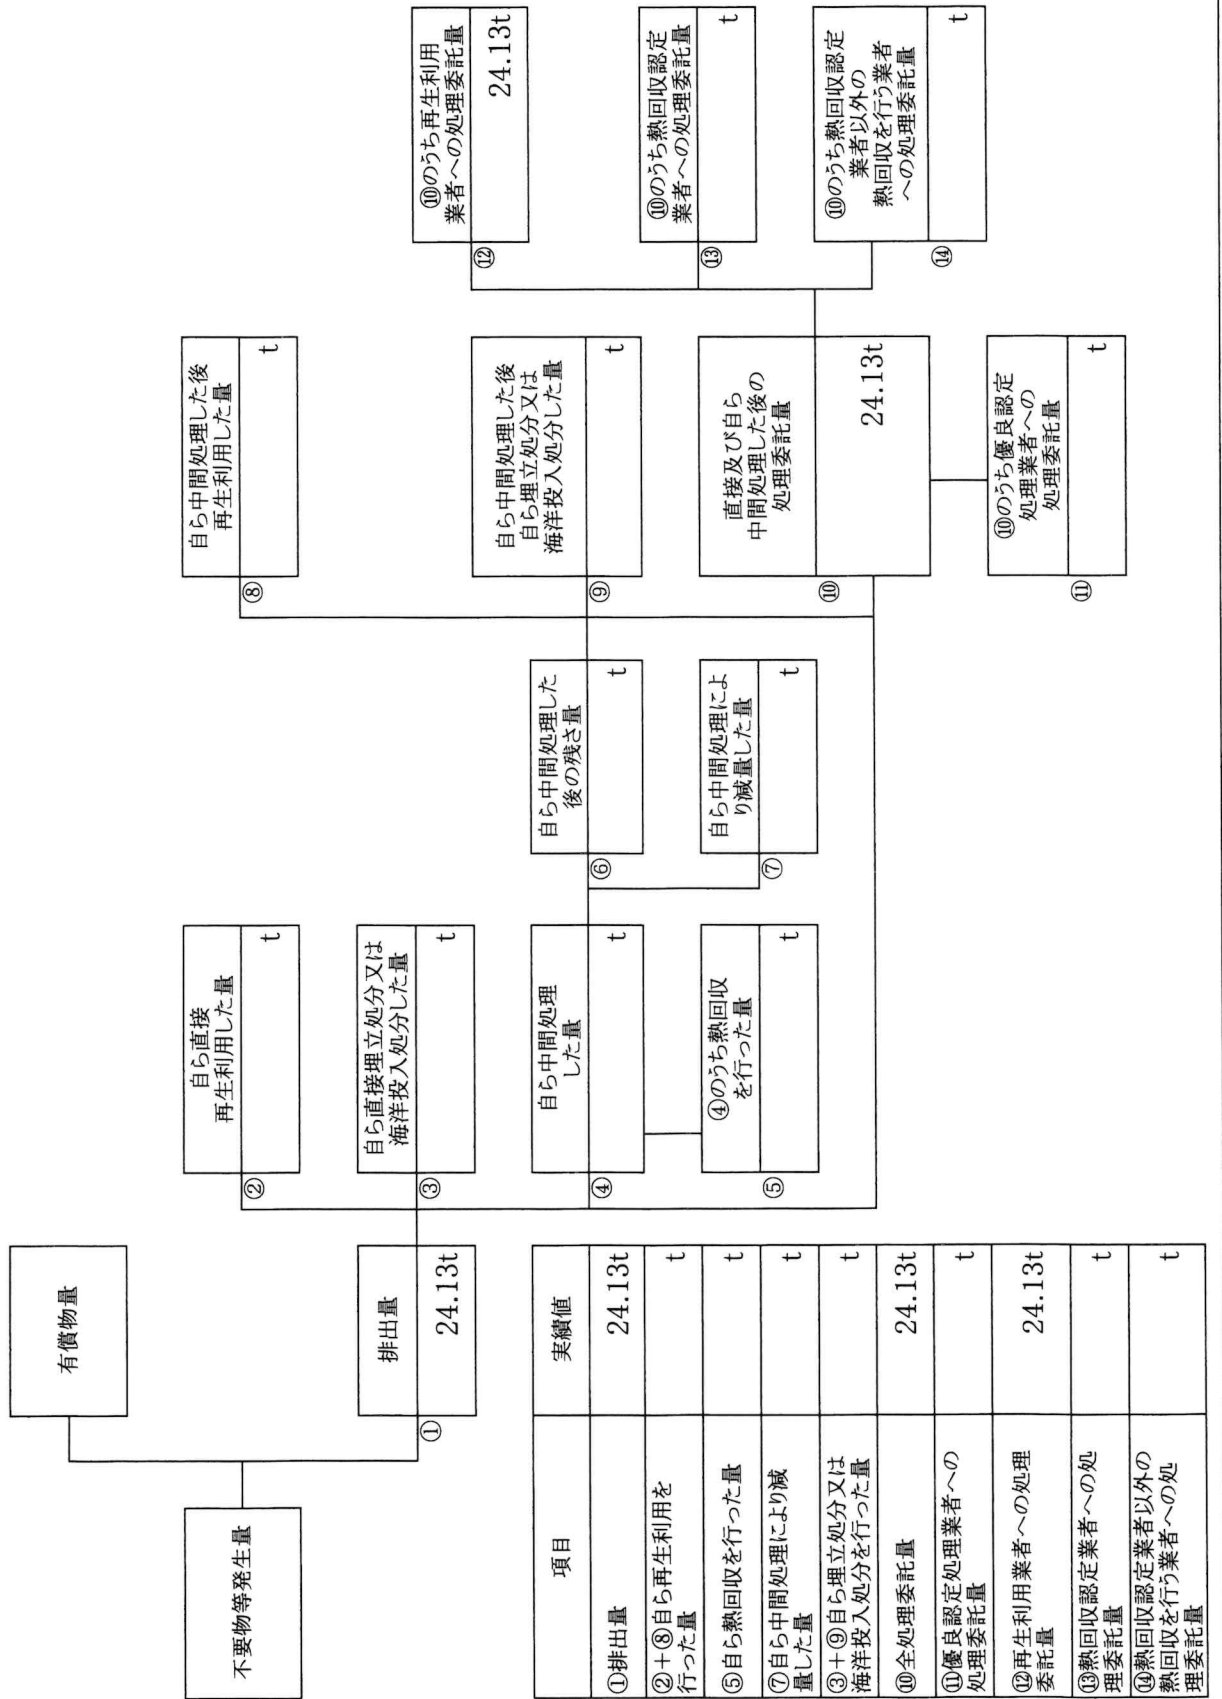 不要物等発生量
有償物量
①
排出量
24.13t
②
自ら直接
再生利用した量
t
③
自ら直接埋立処分又は
海洋投入処分した量
t
④
自ら中間処理
した量
t
⑤
④のうち熱回収
を行った量
t
⑥
自ら中間処理した
後の残さ量
t
⑦
自ら中間処理によ
り減量した量
t
⑧
自ら中間処理した後
再生利用した量
t
⑨
自ら中間処理した後
自ら埋立処分又は
海洋投入処分した量
t
⑩
直接及び自ら
中間処理した後の
処理委託量
24.13t
⑪
⑩のうち優良認定
処理業者への
処理委託量
t
⑫
⑩のうち再生利用
業者への処理委託量
24.13t
⑬
⑩のうち熱回収認定
業者への処理委託量
t
⑭
⑩のうち熱回収認定
業者以外の
熱回収を行う業者
への処理委託量
t
項目 実績値
①排出量 24.13t
②+⑧自ら再生利用を
行った量 t
⑤自ら熱回収を行った量 t
⑦自ら中間処理により減
量した量 t
③+⑨自ら埋立処分又は
海洋投入処分を行った量 t
⑩全処理委託量 24.13t
⑪優良認定処理業者への
処理委託量 t
⑫再生利用業者への処理
委託量 24.13t
⑬熱回収認定業者への処
理委託量 t
⑭熱回収認定業者以外の
熱回収を行う業者への処
理委託量 t